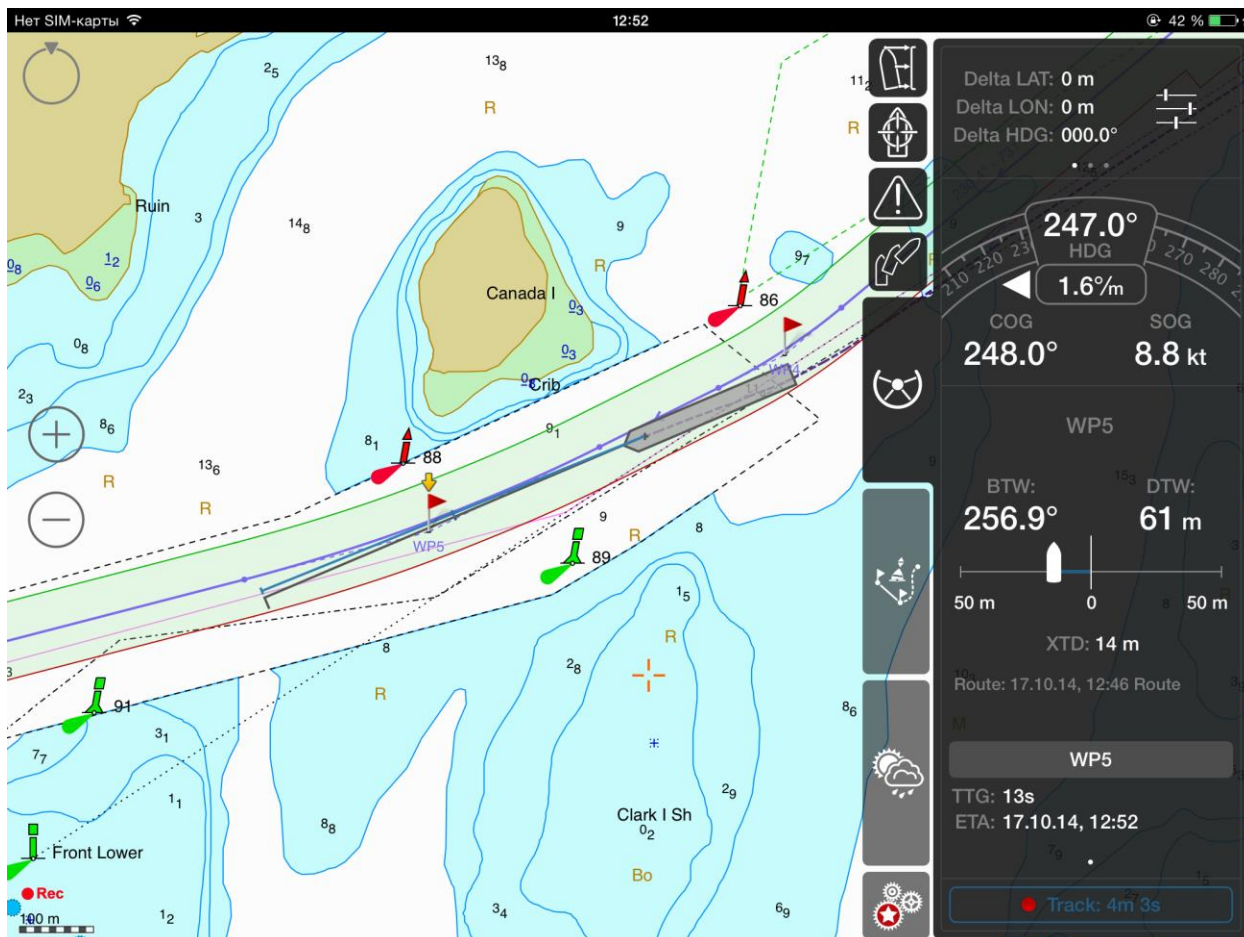 Нет SIM-карты
12:52
42 %
Delta LAT: 0 m
Delta LON: 0 m
Delta HDG: 000.0°
210 220 23
270 280
247.0°
HDG
1.6°/m
COG
248.0°
SOG
8.8 kt
WP5
BTW:
256.9°
DTW:
61 m
50 m
0
50 m
XTD: 14 m
Route: 17.10.14, 12:46 Route
WP5
TTG: 13s
ETA: 17.10.14, 12:52
Track: 4m 3s
2₅
13₈
11₂
R
R
Ruin
3
14₈
9
R
9₇
0₈
1₂
0₆
Canada I
0₃
86
0₈
0₃
Crib
WP4
2₃
8₆
8₁
88
9₁
13₆
R
R
WP5
9
R
8
89
15₃
9
1₅
R
8
R
2₈
8₆
91
3₁
7₇
1₁
2₉
8₈
Clark I Sh
0₂
M
Front Lower
Bo
Rec
100 m
1₂
3₄
6₉